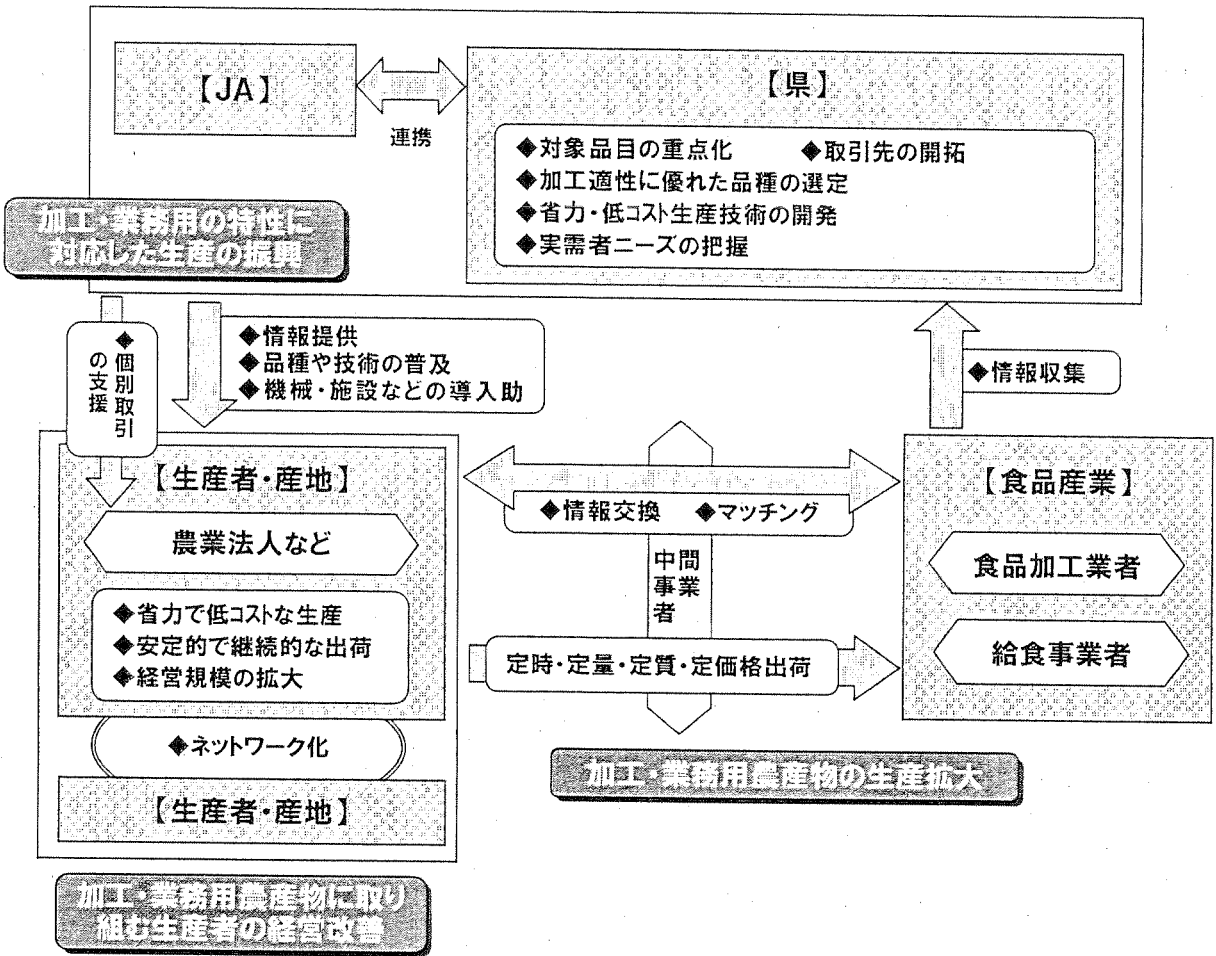 【JA】
連携
【県】
◆対象品目の重点化 ◆取引先の開拓
◆加工適性に優れた品種の選定
◆省力・低コスト生産技術の開発
◆実需者ニーズの把握
加工・業務用の特性に
対応した生産の振興
◆個別取引
の支援
◆情報提供
◆品種や技術の普及
◆機械・施設などの導入助
◆情報収集
【生産者・産地】
農業法人など
◆省力で低コストな生産
◆安定的で継続的な出荷
◆経営規模の拡大
◆ネットワーク化
【生産者・産地】
◆情報交換 ◆マッチング
中間
事業
者
定時・定量・定質・定価格出荷
【食品産業】
食品加工業者
給食事業者
加工・業務用農産物の生産拡大
加工・業務用農産物に取り
組む生産者の経営改善